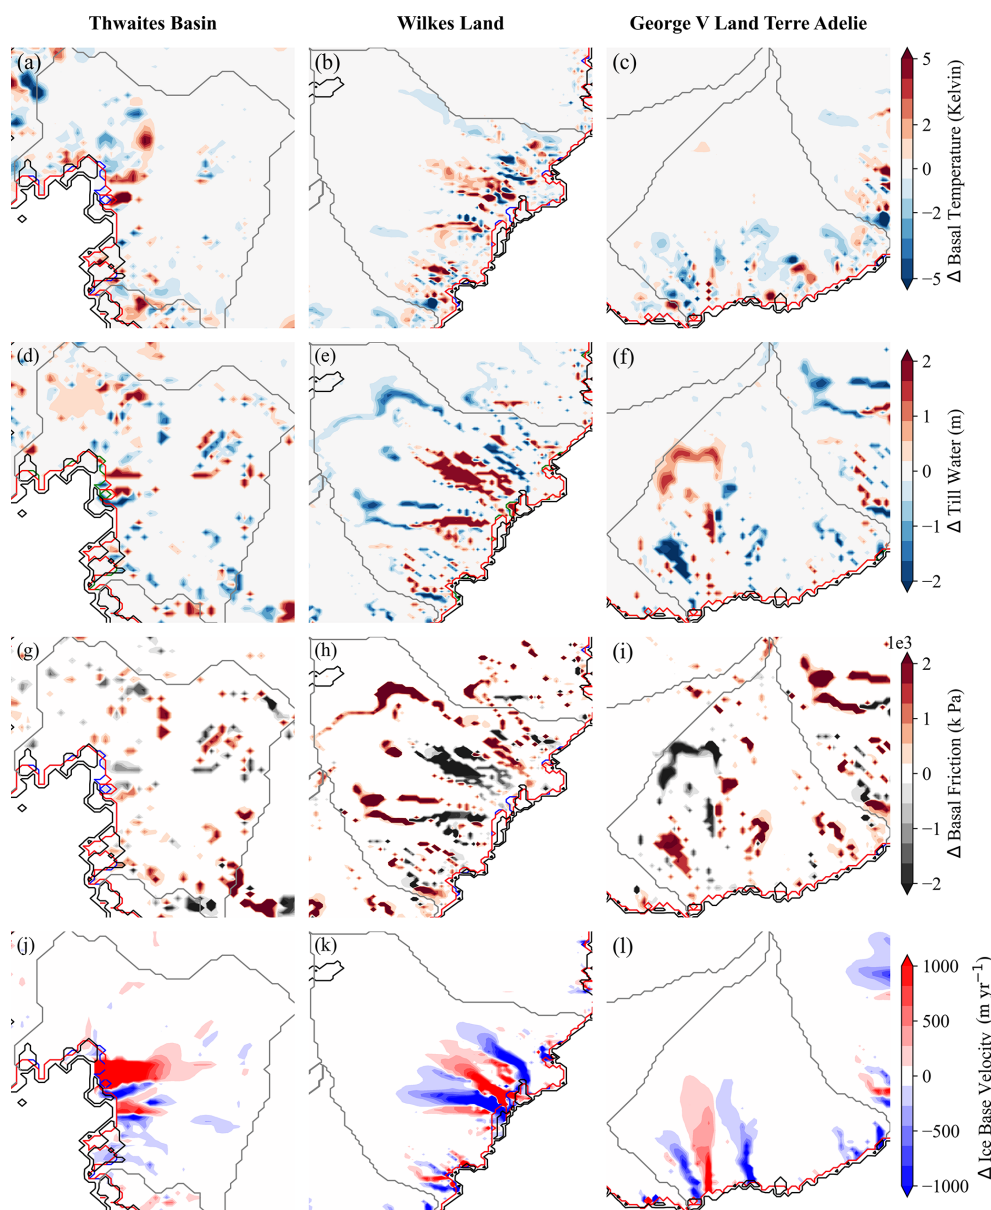 Thwaites Basin
Wilkes Land
George V Land Terre Adelie
(a)
(b)
(c)
5
2
0
−2
−5
Δ Basal Temperature (Kelvin)
(d)
(e)
(f)
2
1
0
−1
−2
Δ Till Water (m)
(g)
(h)
(i)
1e3
2
1
0
−1
−2
Δ Basal Friction (k Pa)
(j)
(k)
(l)
1000
500
0
−500
−1000
Δ Ice Base Velocity (m yr⁻¹)